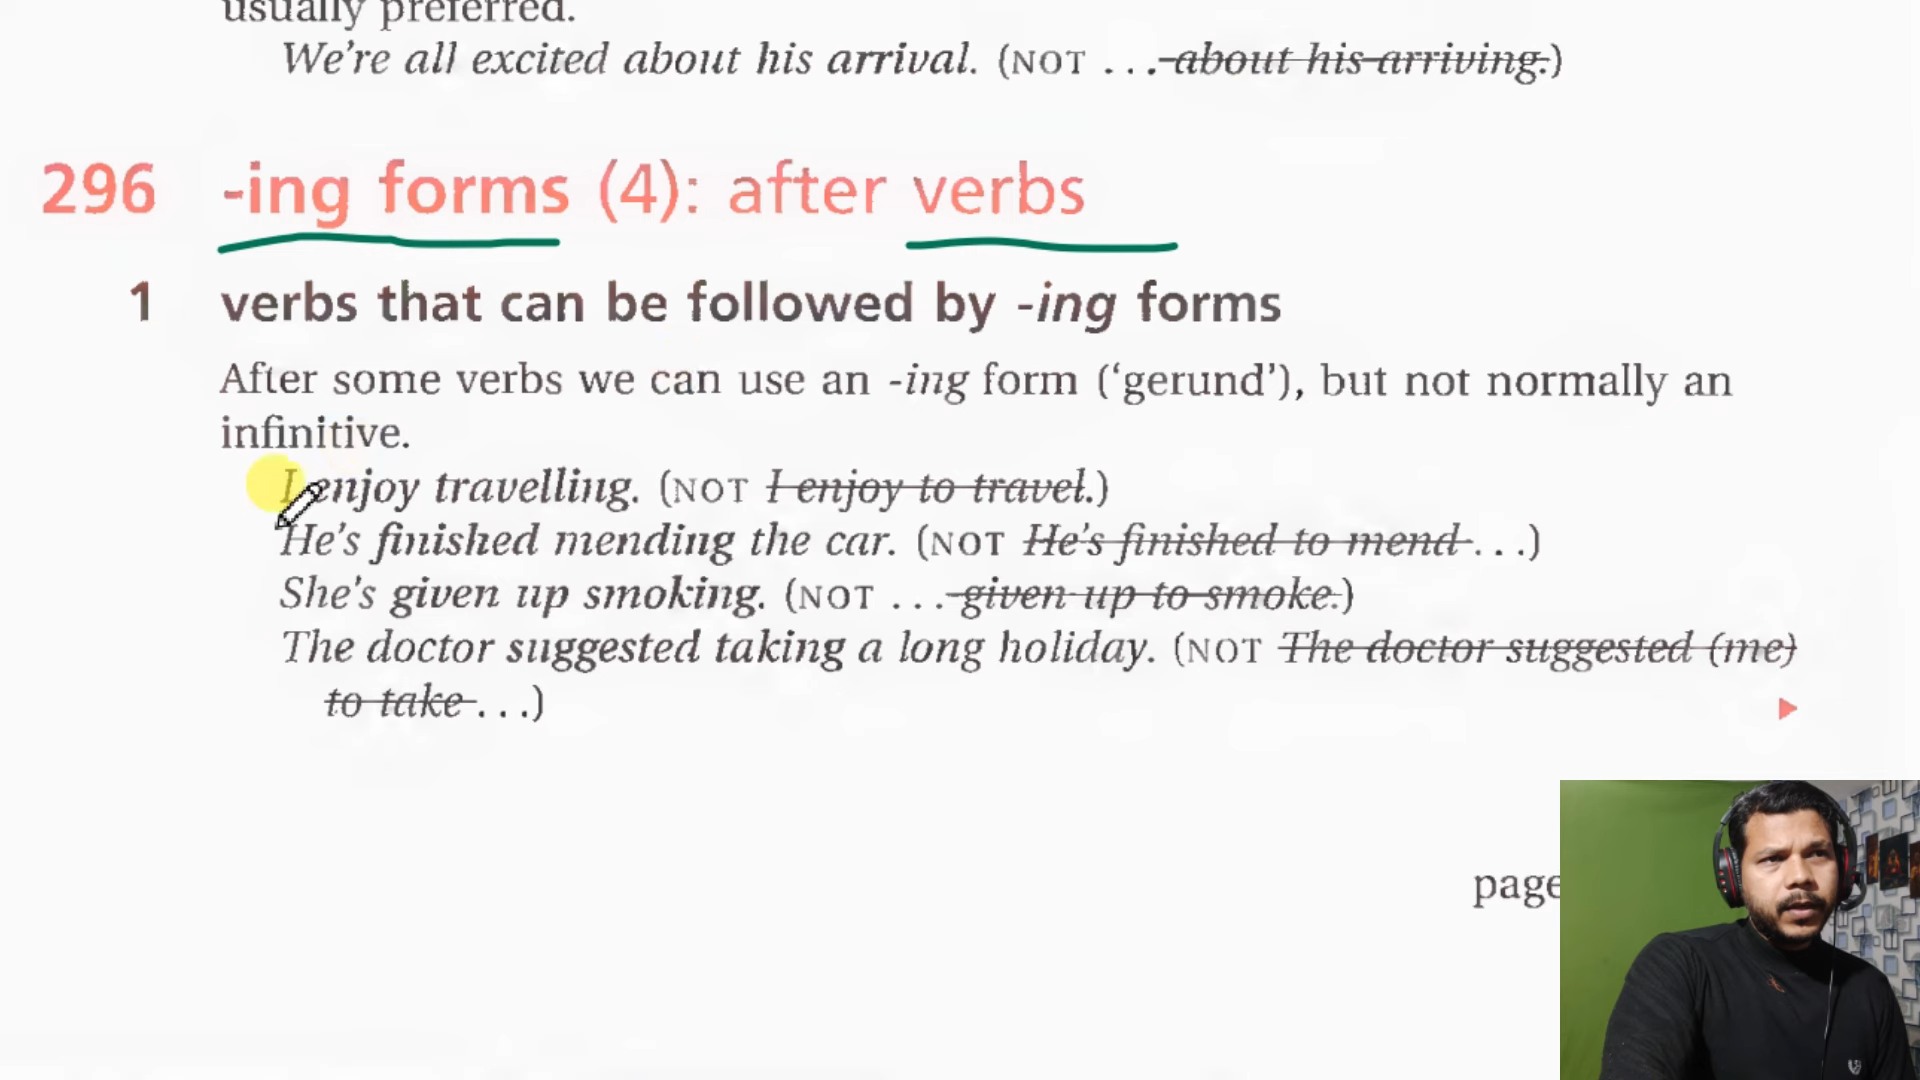 usually preferred.
We're all excited about his arrival. (NOT . . . about his arriving.)
296 -ing forms (4): after verbs
1 verbs that can be followed by -ing forms
After some verbs we can use an -ing form (‘gerund’), but not normally an
infinitive.
I enjoy travelling. (NOT I enjoy to travel.)
He's finished mending the car. (NOT He's finished to mend . . .)
She's given up smoking. (NOT . . . given up to smoke.)
The doctor suggested taking a long holiday. (NOT The doctor suggested (me)
to take . . .)
page